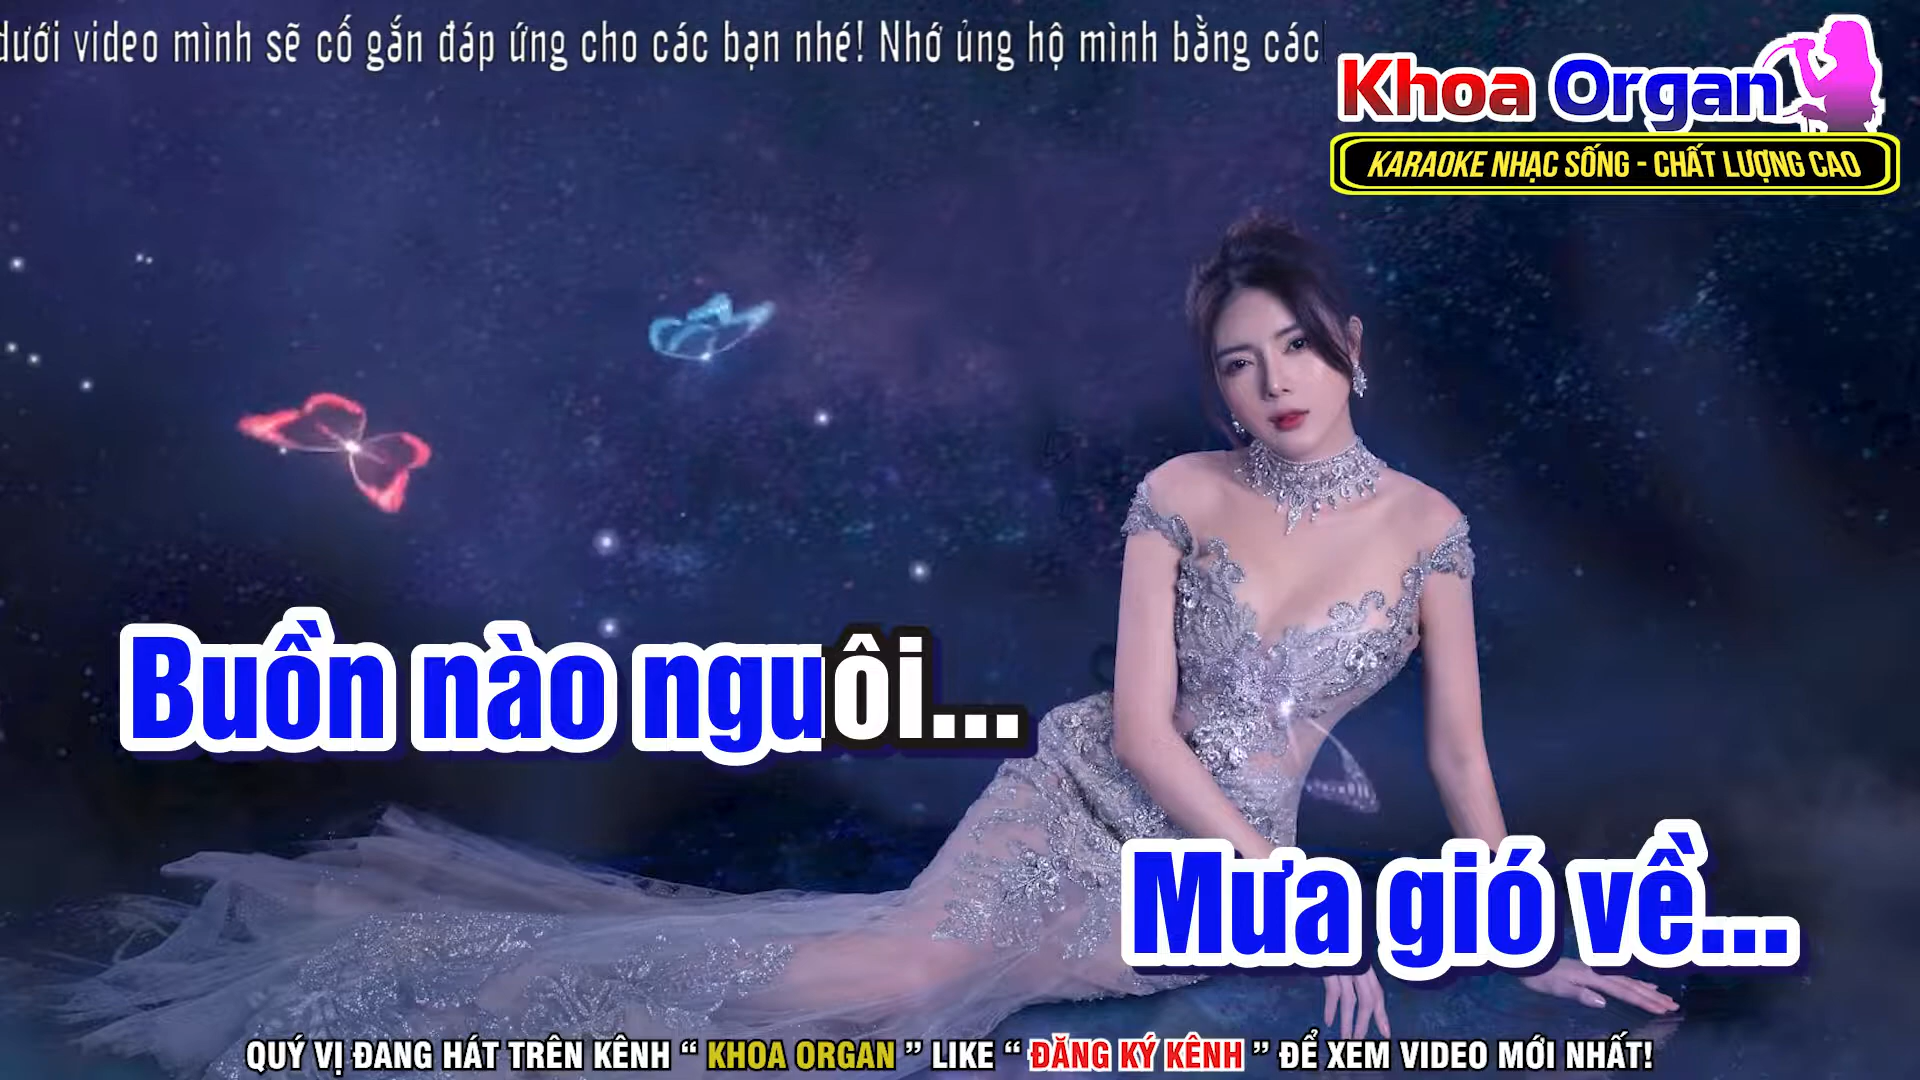 dưới video mình sẽ cố gắn đáp ứng cho các bạn nhé! Nhớ ủng hộ mình bằng các
Khoa Organ
KARAOKE NHẠC SỐNG - CHẤT LƯỢNG CAO
Buồn nào nguôi...
Mưa gió về...
QUÝ VỊ ĐANG HÁT TRÊN KÊNH “ KHOA ORGAN ” LIKE “ ĐĂNG KÝ KÊNH ” ĐỂ XEM VIDEO MỚI NHẤT!